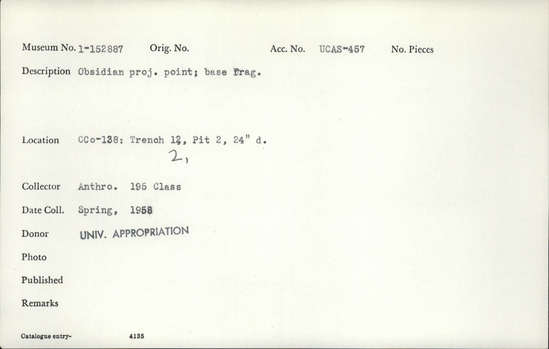 Museum No. 1-152887 Orig. No. Acc. No. UCAS-457 No. Pieces
Description Obsidian proj. point; base frag.
Location CCo-138: Trench 12, Pit 2, 24" d.
2,
Collector Anthro. 195 Class
Date Coll. Spring, 1958
Donor UNIV. APPROPRIATION
Photo
Published
Remarks
Catalogue entry- 4135